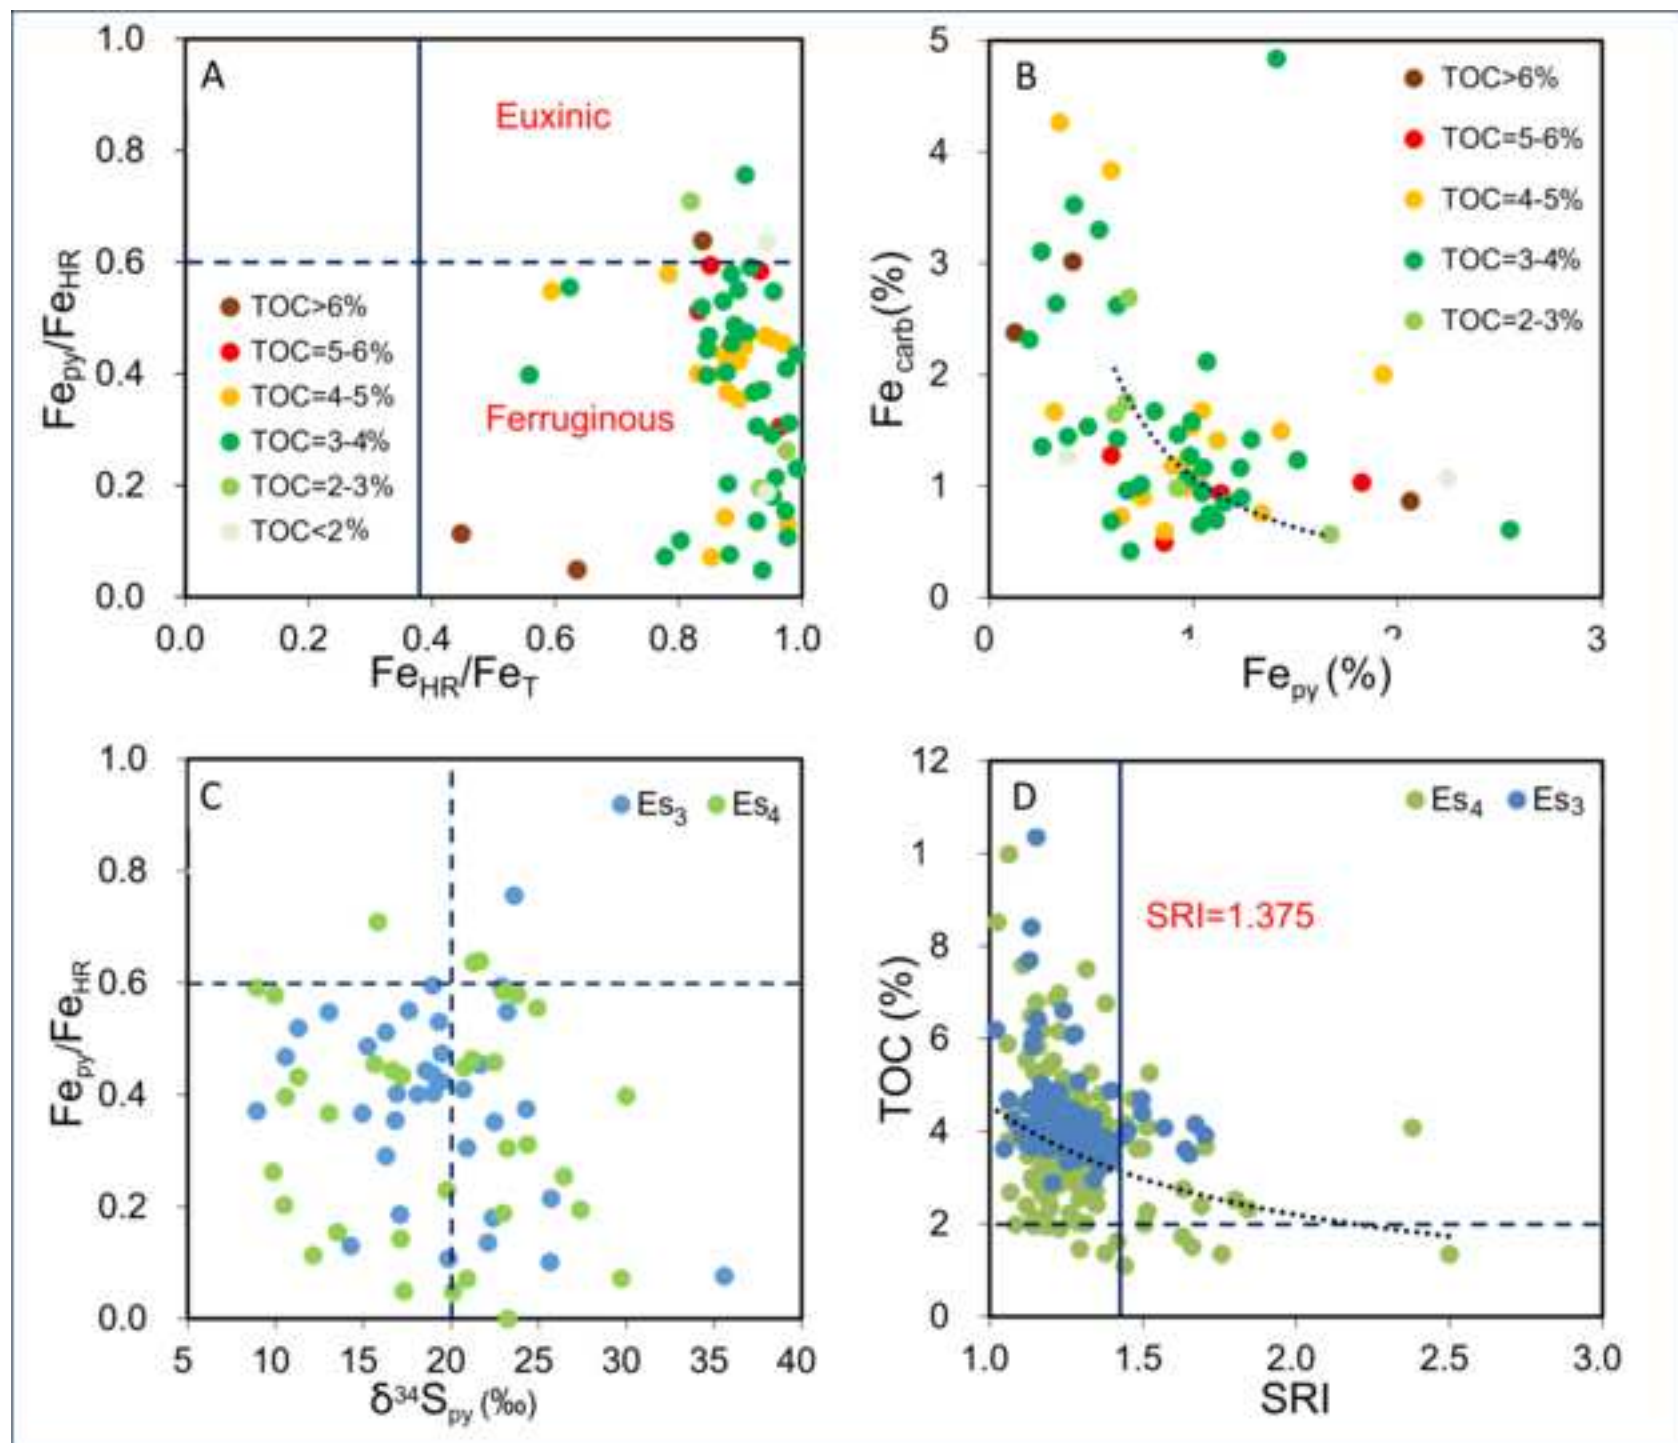 A
1.0
0.8
0.6
0.4
0.2
0.0
Fepy/FeHR
Euxinic
Ferruginous
TOC>6%
TOC=5-6%
TOC=4-5%
TOC=3-4%
TOC=2-3%
TOC<2%
0.0 0.2 0.4 0.6 0.8 1.0
FeHR/FeT
B
5
4
3
2
1
0
Fecarb(%)
TOC>6%
TOC=5-6%
TOC=4-5%
TOC=3-4%
TOC=2-3%
0 1 2 3
Fepy (%)
C
1.0
0.8
0.6
0.4
0.2
0.0
Fepy/FeHR
Es3 Es4
5 10 15 20 25 30 35 40
δ34Spy (‰)
D
12
1
8
6
4
2
0
TOC (%)
Es4 Es3
SRI=1.375
1.0 1.5 2.0 2.5 3.0
SRI